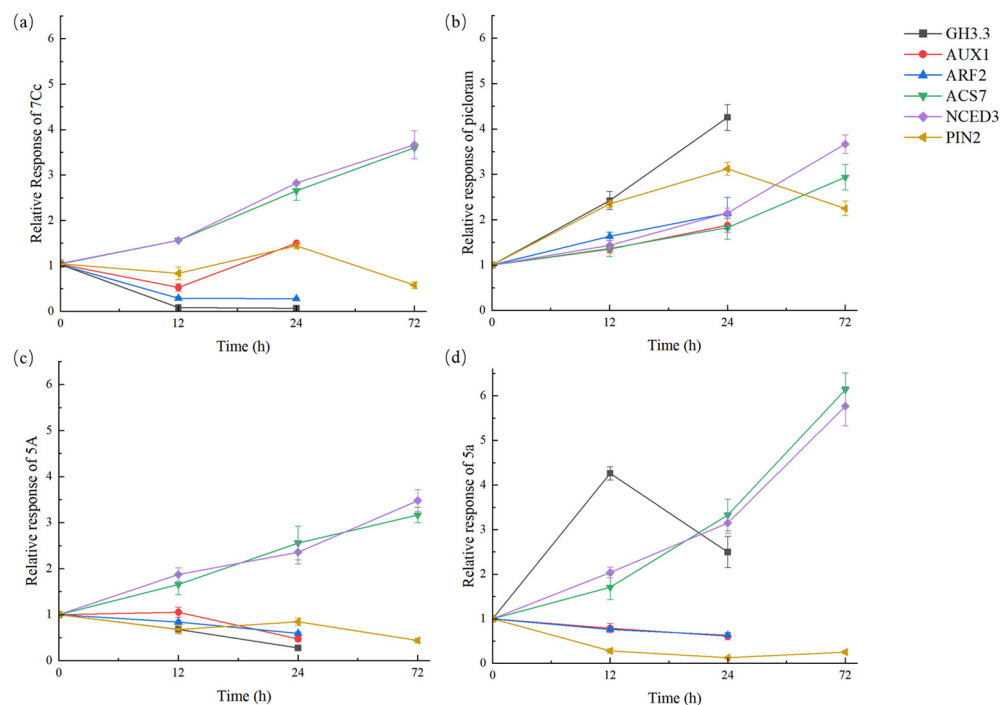 (a)
Relative Response of 7Cc
6
5
4
3
2
1
0
0
12
24
72
Time (h)
(b)
Relative response of picloram
6
5
4
3
2
1
0
0
12
24
72
Time (h)
GH3.3
AUX1
ARF2
ACS7
NCED3
PIN2
(c)
Relative response of 5A
6
5
4
3
2
1
0
0
12
24
72
Time (h)
(d)
Relative response of 5a
6
5
4
3
2
1
0
0
12
24
72
Time (h)